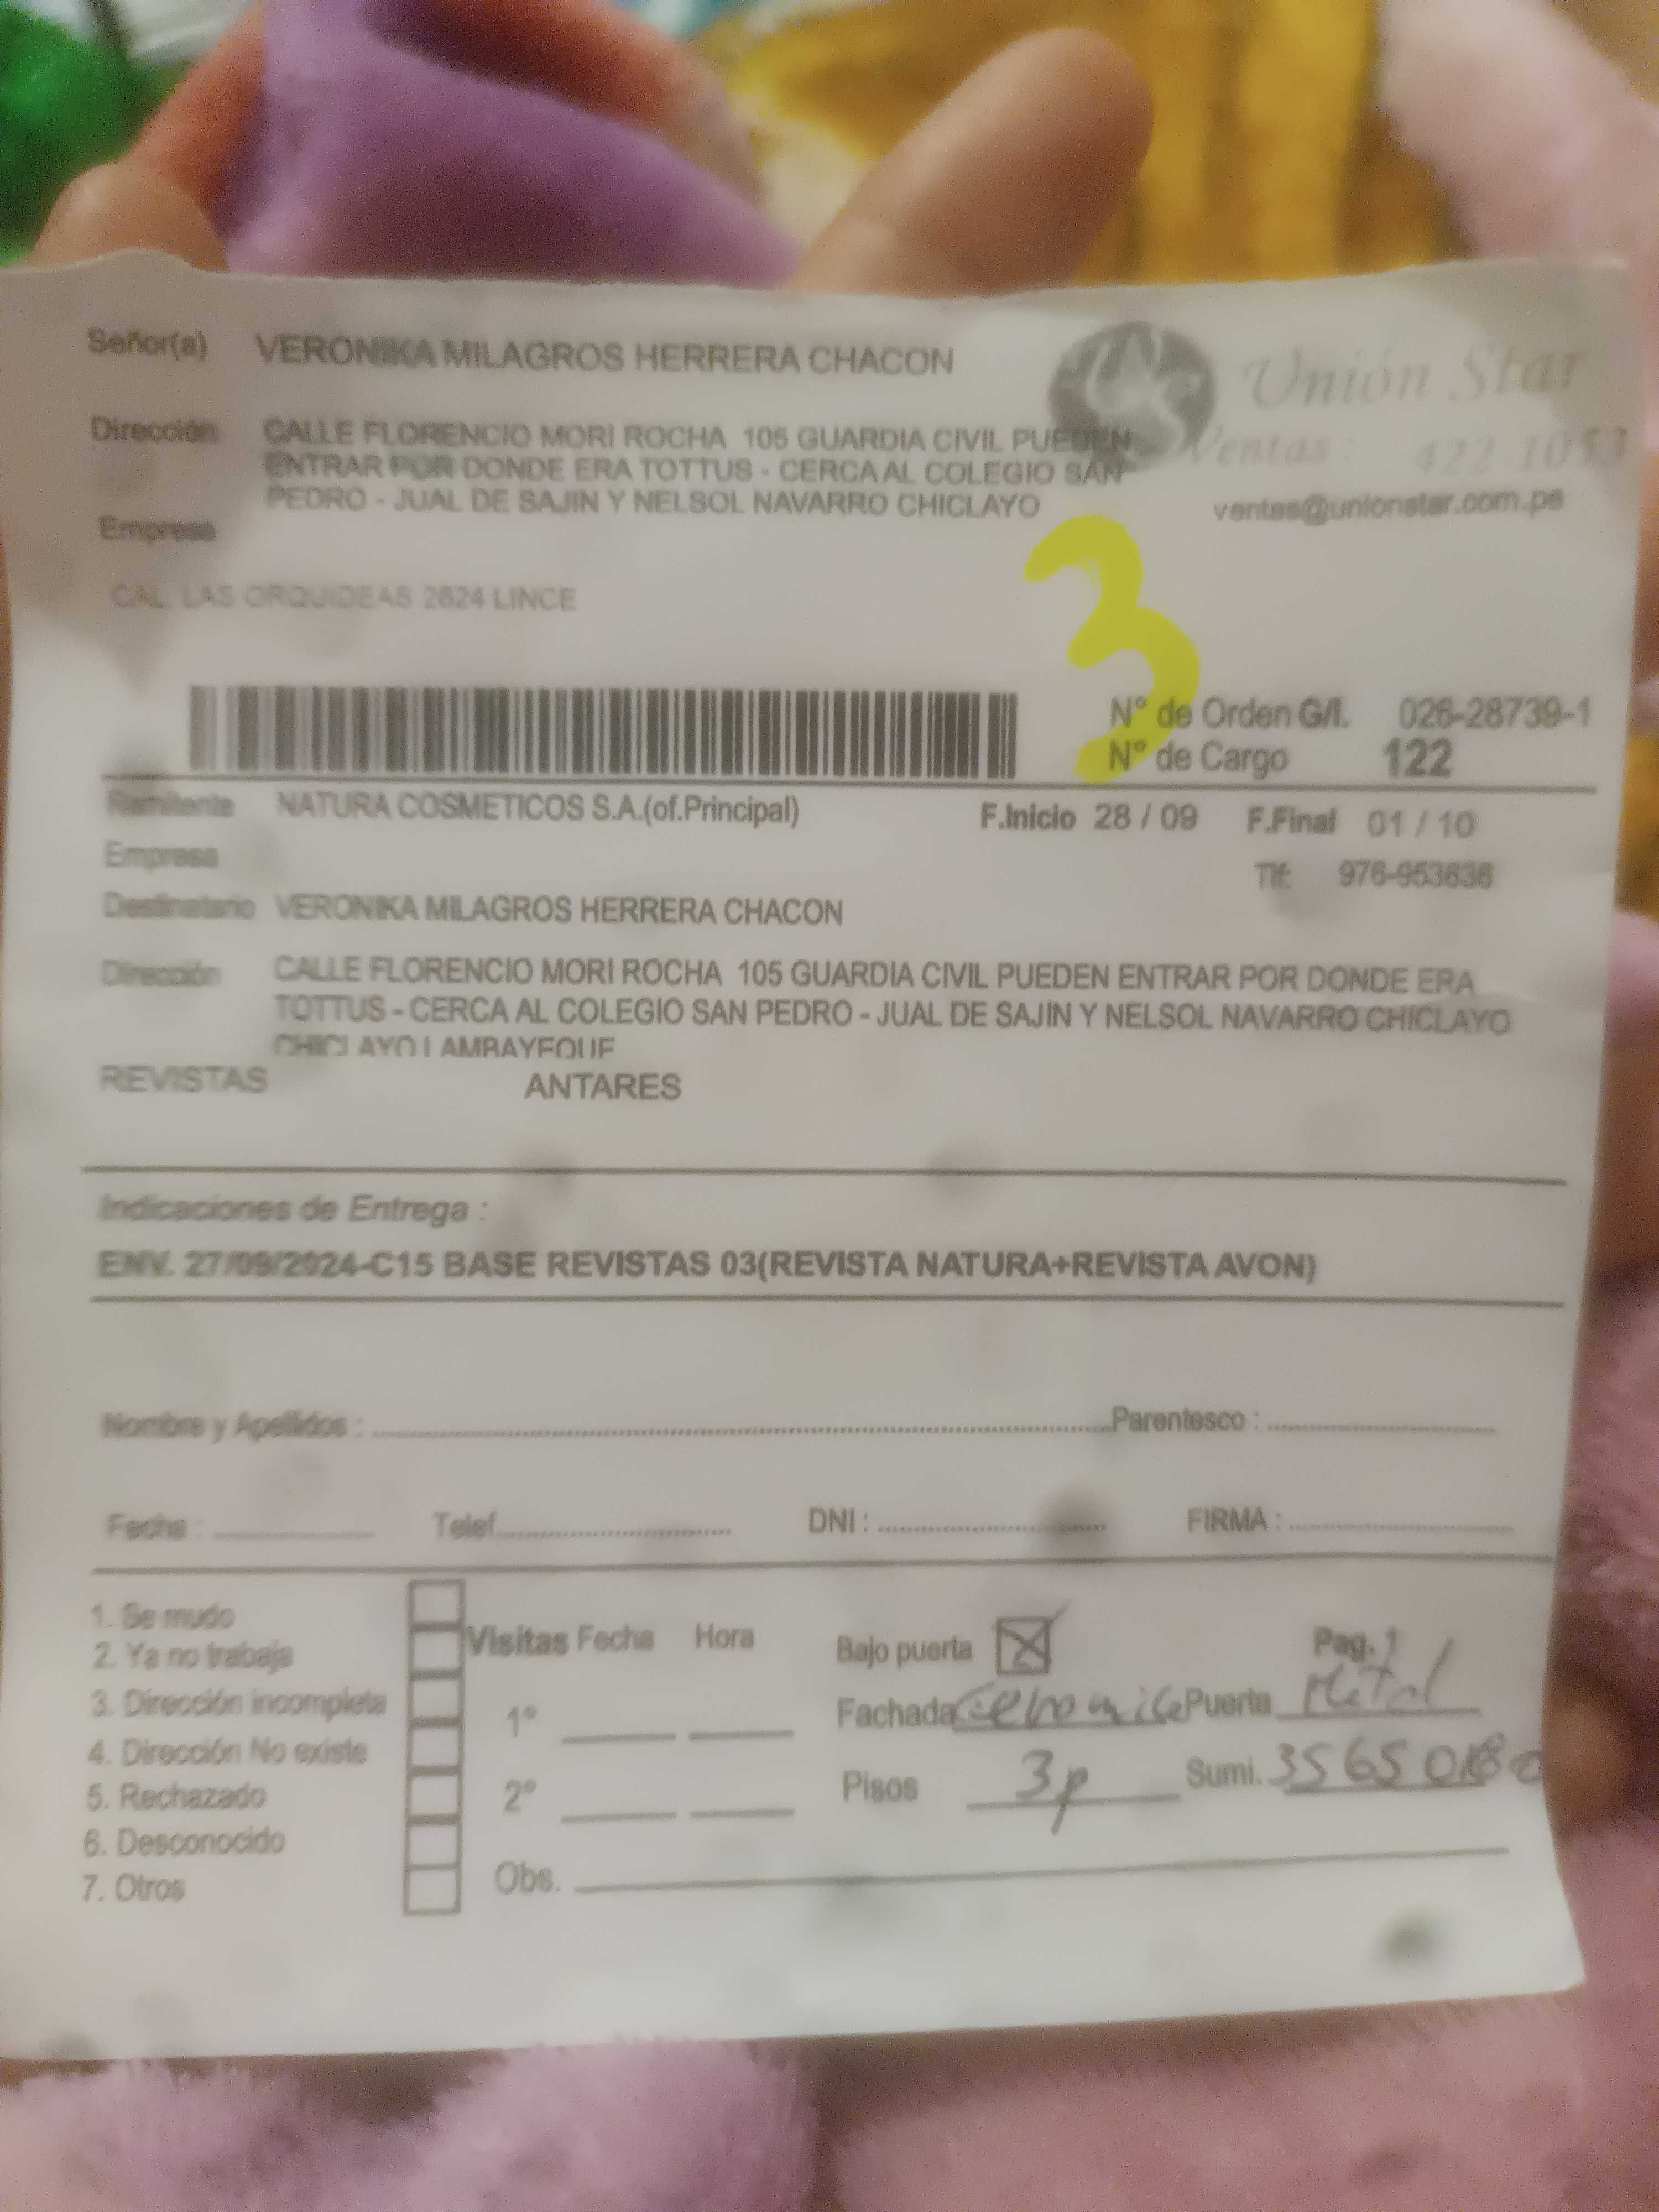 Señor(a) VERONIKA MILAGROS HERRERA CHACON
Unión Star
Dirección CALLE FLORENCIO MORI ROCHA 105 GUARDIA CIVIL PUEDEN
ENTRAR POR DONDE ERA TOTTUS - CERCA AL COLEGIO SAN
PEDRO - JUAL DE SAJIN Y NELSOL NAVARRO CHICLAYO
Ventas : 422 1053
ventas@unionstar.com.pe
Empresa
CAL. LAS ORQUIDEAS 2624 LINCE
3
N° de Orden G/I. 026-28739-1
N° de Cargo 122
Remitente NATURA COSMETICOS S.A.(of.Principal) F.Inicio 28 / 09 F.Final 01 / 10
Empresa Tlf: 976-953636
Destinatario VERONIKA MILAGROS HERRERA CHACON
Dirección CALLE FLORENCIO MORI ROCHA 105 GUARDIA CIVIL PUEDEN ENTRAR POR DONDE ERA
TOTTUS - CERCA AL COLEGIO SAN PEDRO - JUAL DE SAJIN Y NELSOL NAVARRO CHICLAYO
CHICLAYO LAMBAYEQUE
REVISTAS ANTARES
Indicaciones de Entrega :
ENV. 27/09/2024-C15 BASE REVISTAS 03(REVISTA NATURA+REVISTA AVON)
Nombre y Apellidos : Parentesco :
Fecha : Telef. DNI : FIRMA :
1. Se mudo
2. Ya no trabaja
3. Dirección incompleta
4. Dirección No existe
5. Rechazado
6. Desconocido
7. Otros
Visitas Fecha Hora
1°
2°
Obs.
Bajo puerta Pag. 1
Fachada Puerta Metal
Pisos 3p Sumi.